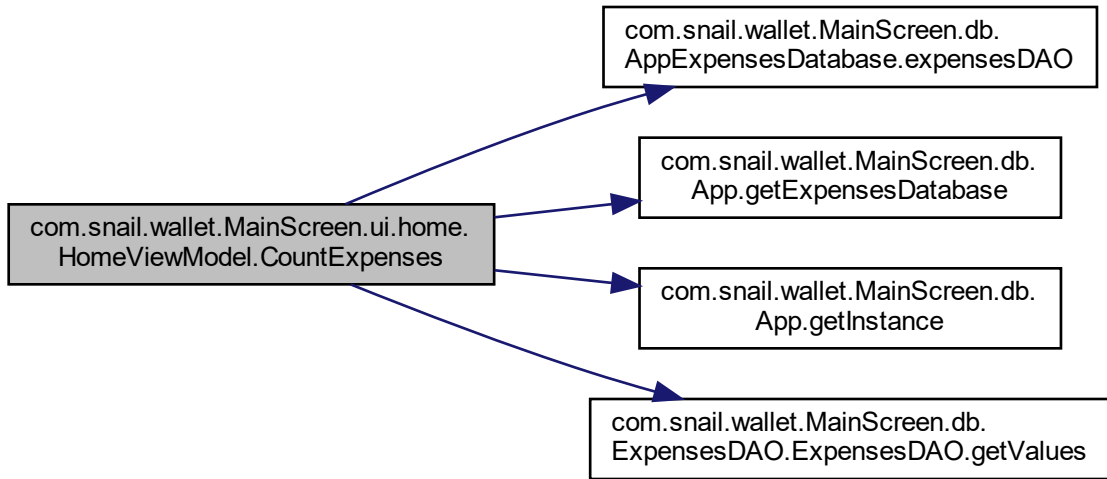 com.snail.wallet.MainScreen.db.
AppExpensesDatabase.expensesDAO
com.snail.wallet.MainScreen.db.
App.getExpensesDatabase
com.snail.wallet.MainScreen.ui.home.
HomeViewModel.CountExpenses
com.snail.wallet.MainScreen.db.
App.getInstance
com.snail.wallet.MainScreen.db.
ExpensesDAO.ExpensesDAO.getValues